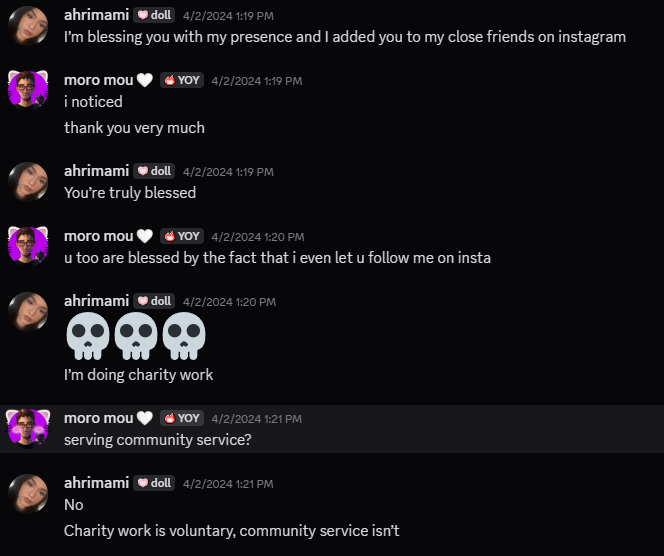 ahrimami doll 4/2/2024 1:19 PM
I'm blessing you with my presence and I added you to my close friends on instagram
moro mou🤍 YOY 4/2/2024 1:19 PM
i noticed
thank you very much
ahrimami doll 4/2/2024 1:19 PM
You're truly blessed
moro mou🤍 YOY 4/2/2024 1:20 PM
u too are blessed by the fact that i even let u follow me on insta
ahrimami doll 4/2/2024 1:20 PM
💀💀💀
I'm doing charity work
moro mou🤍 YOY 4/2/2024 1:21 PM
serving community service?
ahrimami doll 4/2/2024 1:21 PM
No
Charity work is voluntary, community service isn't